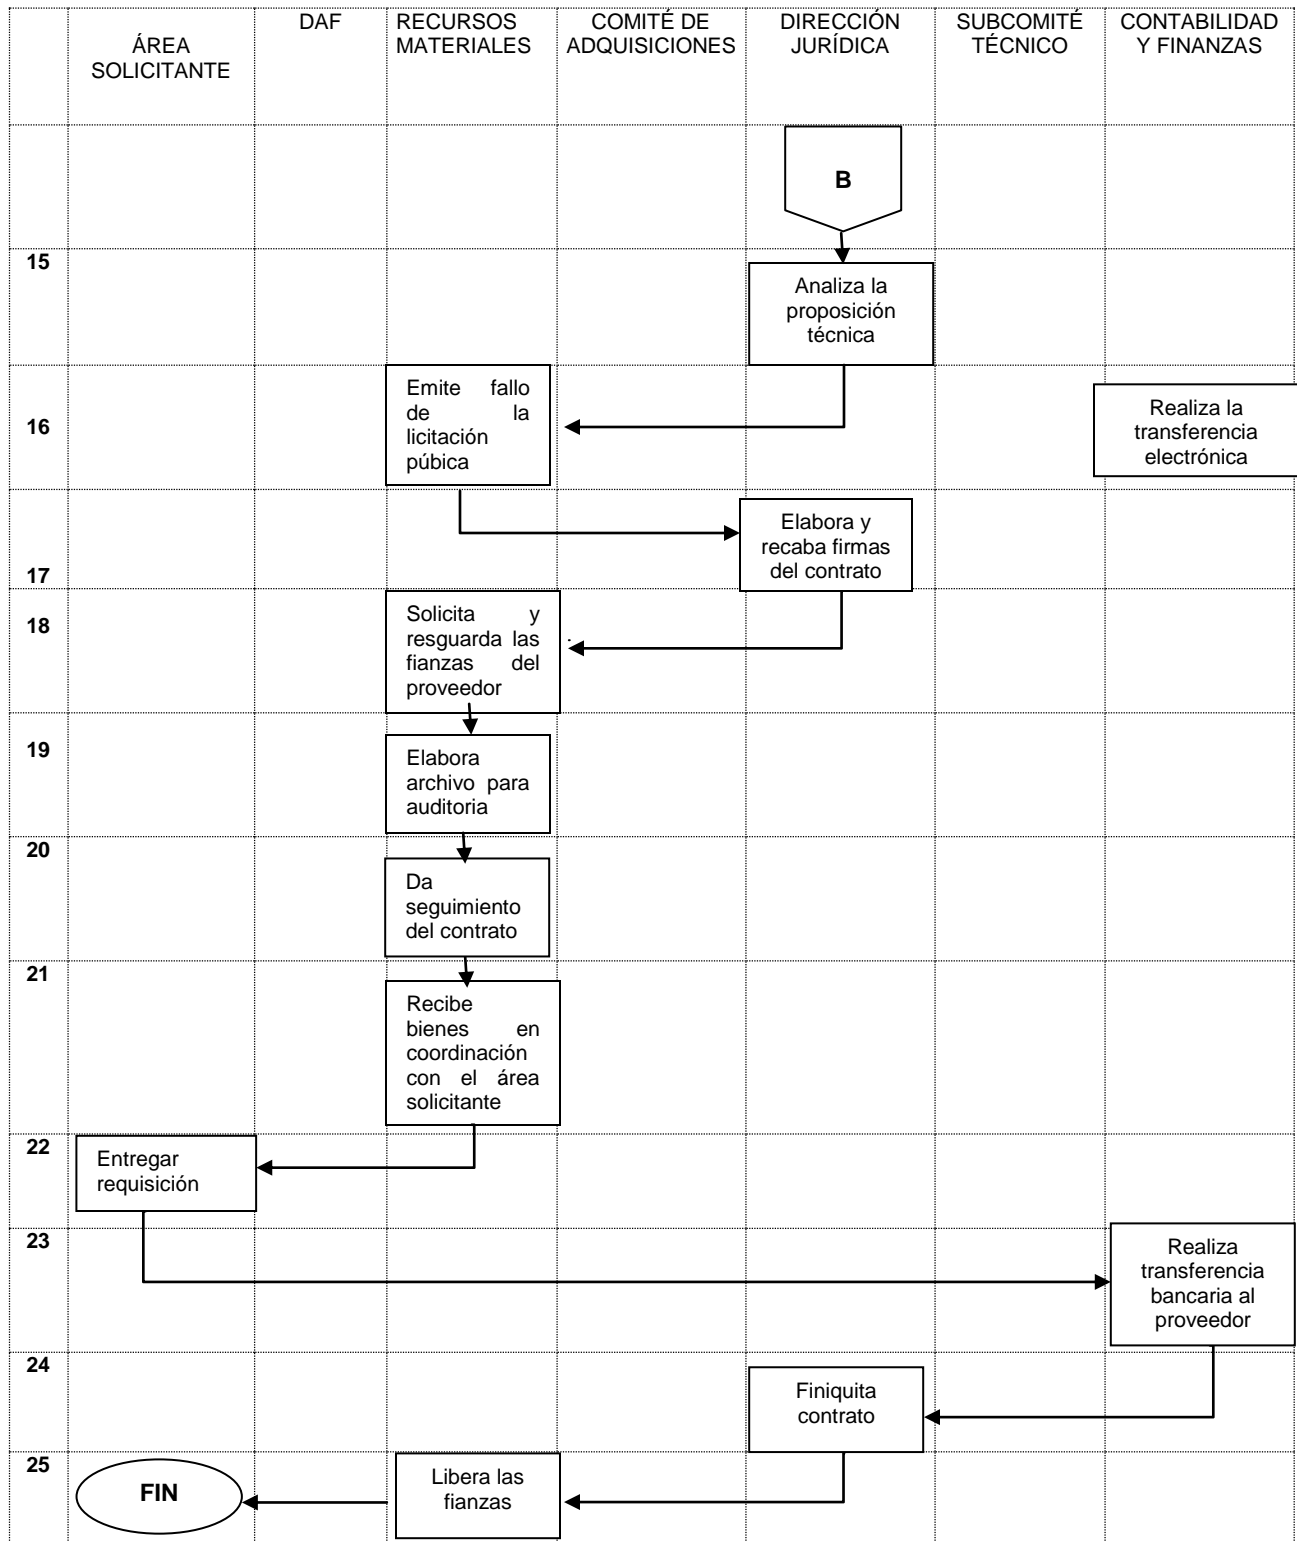 ÁREA
SOLICITANTE
DAF
RECURSOS
MATERIALES
COMITÉ DE
ADQUISICIONES
DIRECCIÓN
JURÍDICA
SUBCOMITÉ
TÉCNICO
CONTABILIDAD
Y FINANZAS
B
15
Analiza la
proposición
técnica
16
Emite fallo
de la
licitación
púbica
Realiza la
transferencia
electrónica
17
Elabora y
recaba firmas
del contrato
18
Solicita y
resguarda las
fianzas del
proveedor
.
19
Elabora
archivo para
auditoria
20
Da
seguimiento
del contrato
21
Recibe
bienes en
coordinación
con el área
solicitante
22
Entregar
requisición
23
Realiza
transferencia
bancaria al
proveedor
24
Finiquita
contrato
25
FIN
Libera las
fianzas